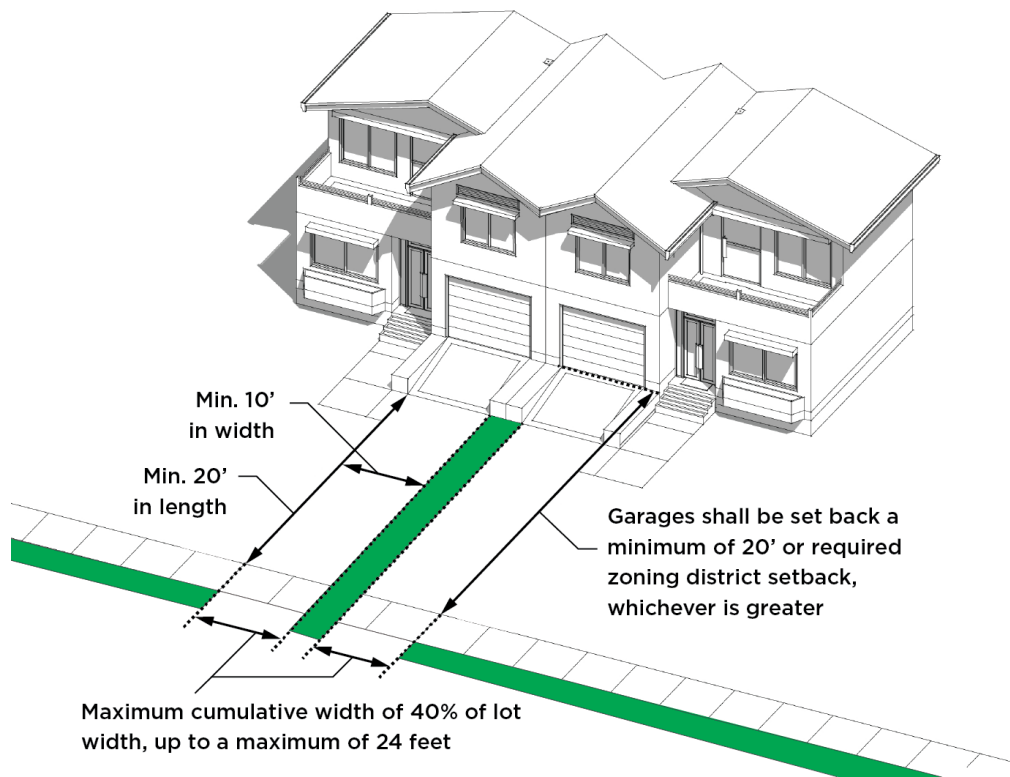 Min. 10’
in width
Min. 20’
in length
Garages shall be set back a
minimum of 20’ or required
zoning district setback,
whichever is greater
Maximum cumulative width of 40% of lot
width, up to a maximum of 24 feet